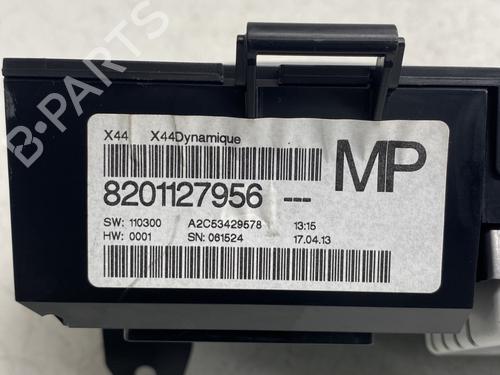 B-PARTS
X44 X44Dynamique
8201127956 ---
MP
SW: 110300 A2C53429578 13:15
HW: 0001 SN: 061524 17.04.13